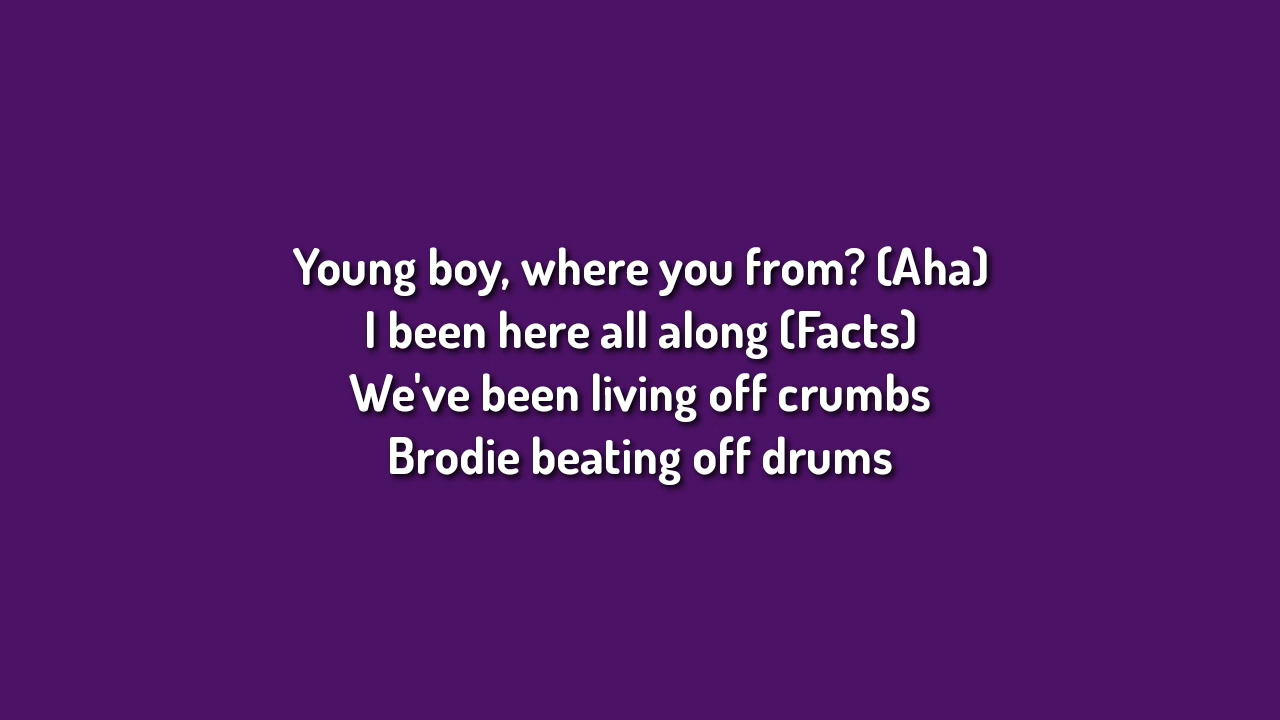 Young boy, where you from? (Aha)
I been here all along (Facts)
We've been living off crumbs
Brodie beating off drums